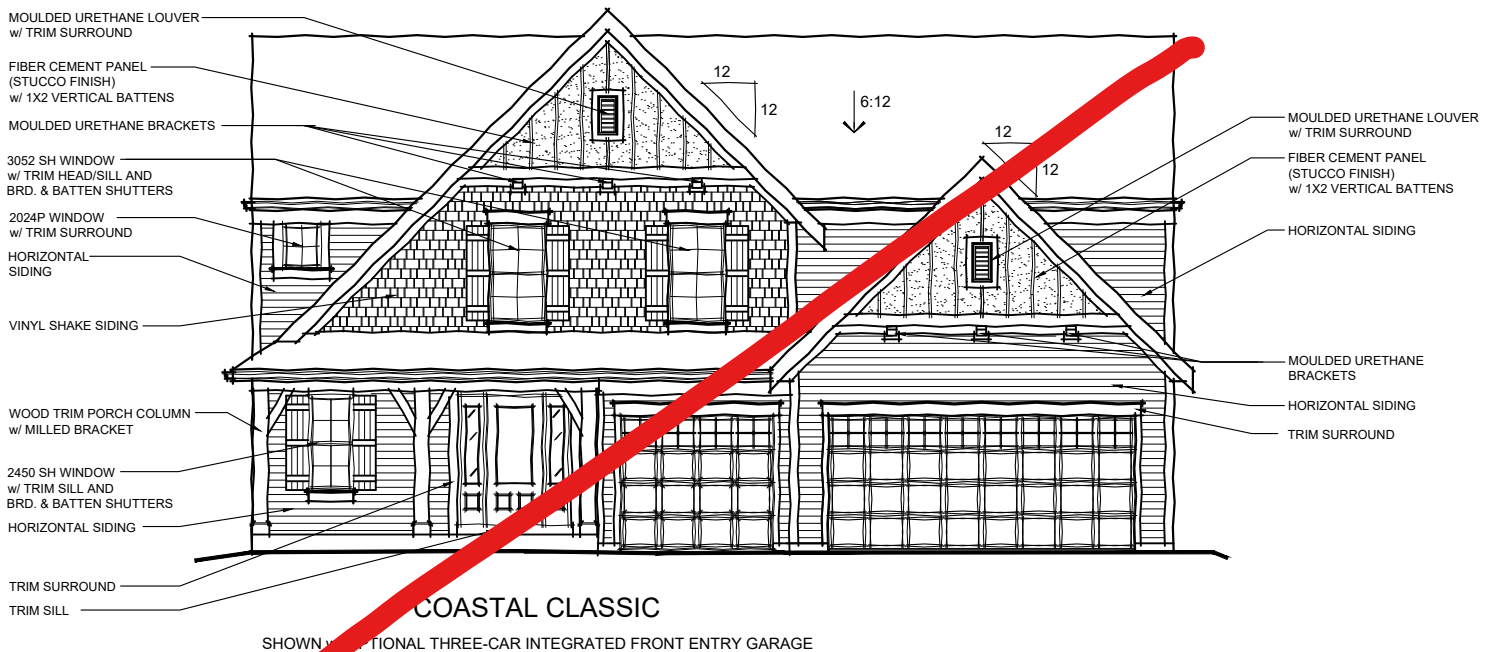 MOULDED URETHANE LOUVER
w/ TRIM SURROUND
FIBER CEMENT PANEL
(STUCCO FINISH)
w/ 1X2 VERTICAL BATTENS
MOULDED URETHANE BRACKETS
3052 SH WINDOW
w/ TRIM HEAD/SILL AND
BRD. & BATTEN SHUTTERS
2024P WINDOW
w/ TRIM SURROUND
HORIZONTAL
SIDING
VINYL SHAKE SIDING
WOOD TRIM PORCH COLUMN
w/ MILLED BRACKET
2450 SH WINDOW
w/ TRIM SILL AND
BRD. & BATTEN SHUTTERS
HORIZONTAL SIDING
TRIM SURROUND
TRIM SILL
12
12
6:12
12
12
MOULDED URETHANE LOUVER
w/ TRIM SURROUND
FIBER CEMENT PANEL
(STUCCO FINISH)
w/ 1X2 VERTICAL BATTENS
HORIZONTAL SIDING
MOULDED URETHANE
BRACKETS
HORIZONTAL SIDING
TRIM SURROUND
COASTAL CLASSIC
SHOWN THREE-CAR INTEGRATED FRONT ENTRY GARAGE